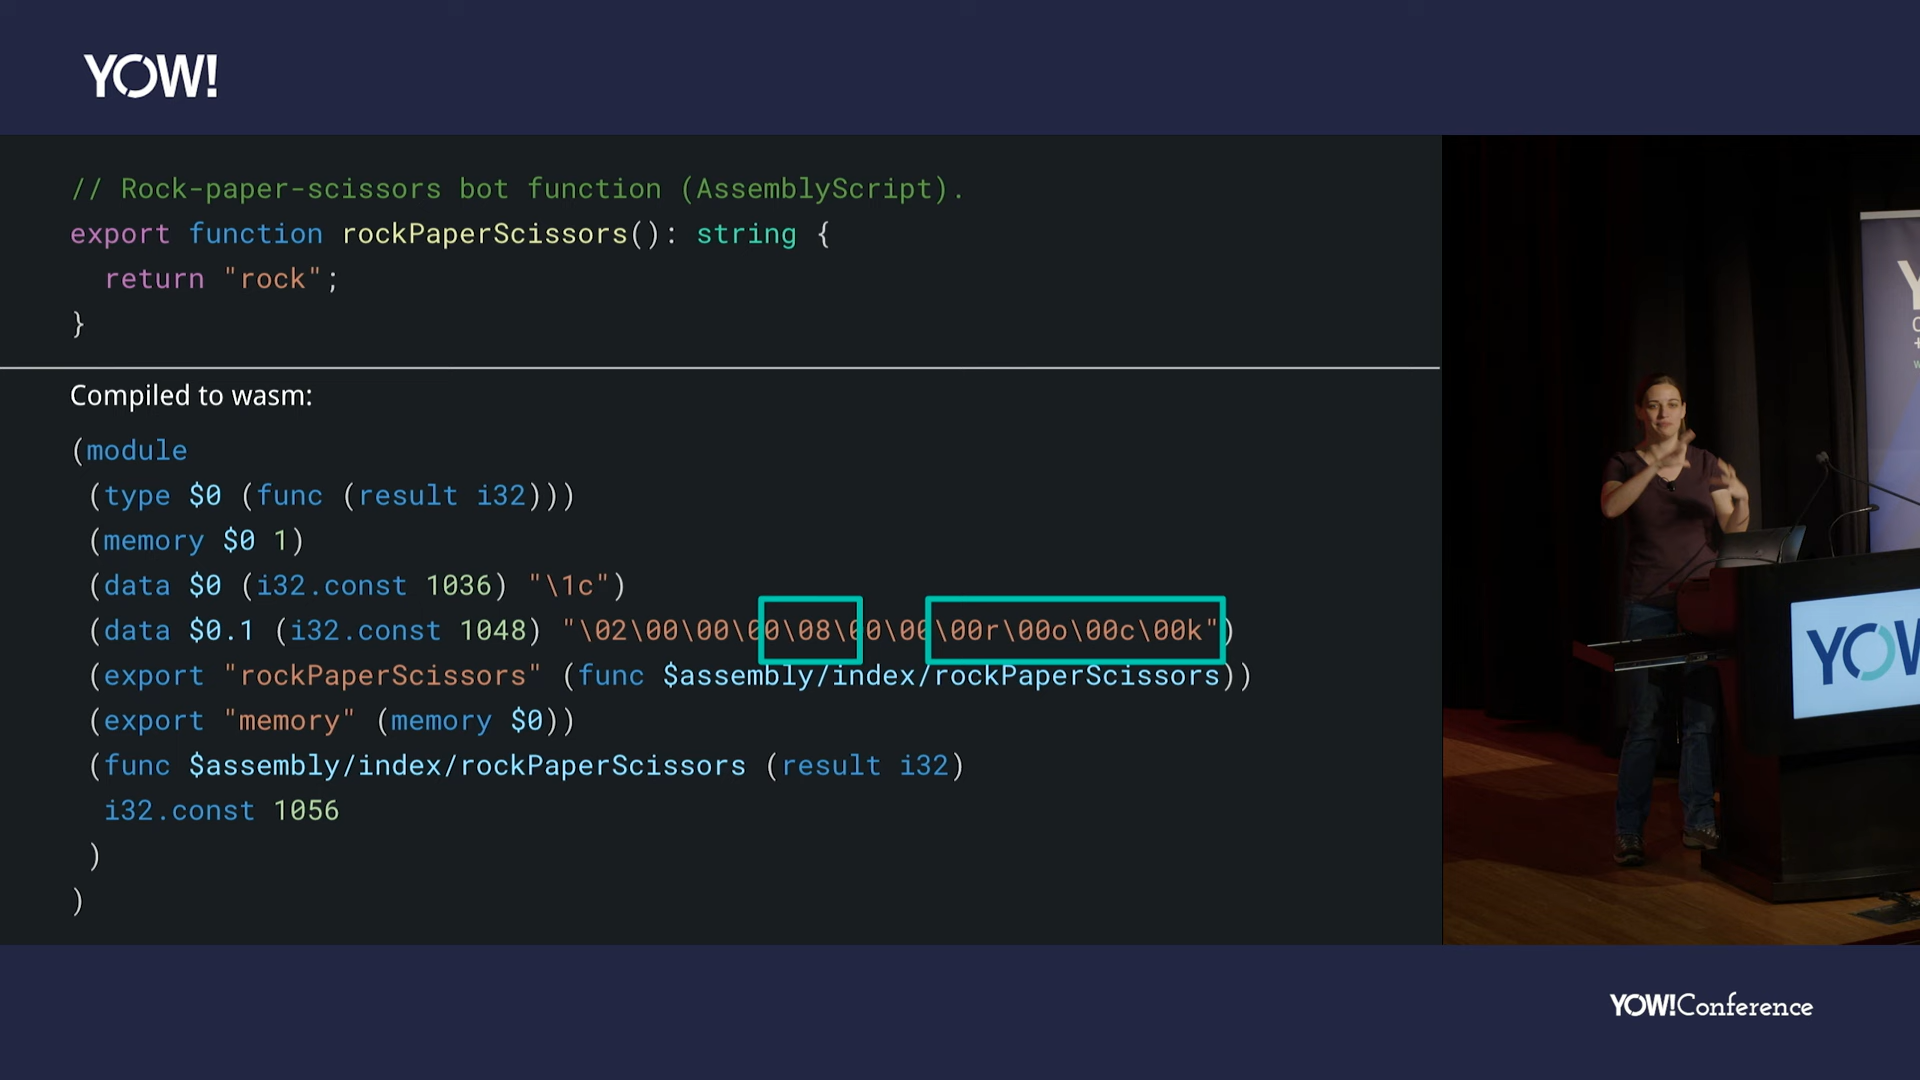 YOW!
// Rock-paper-scissors bot function (AssemblyScript).
export function rockPaperScissors(): string {
return "rock";
}
Compiled to wasm:
(module
(type $0 (func (result i32)))
(memory $0 1)
(data $0 (i32.const 1036) "\1c")
(data $0.1 (i32.const 1048) "\02\00\00\00\08\00\00\00r\00o\00c\00k")
(export "rockPaperScissors" (func $assembly/index/rockPaperScissors))
(export "memory" (memory $0))
(func $assembly/index/rockPaperScissors (result i32)
i32.const 1056
)
)
YOW
YOW!Conference